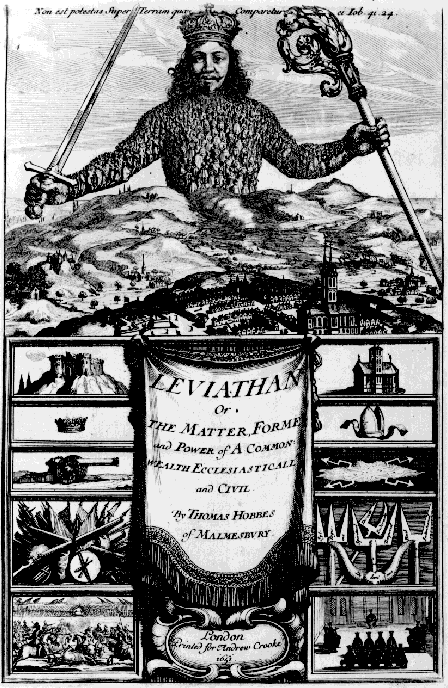 Non est potestas Super Terram quae Comparetur ei Iob. 41. 24.
LEVIATHAN
Or
THE MATTER, FORME
and POWER of A COMMON-
WEALTH ECCLESIASTICALL
and CIVIL.
By THOMAS HOBBES
of MALMESBURY.
London
Printed for Andrew Crooke